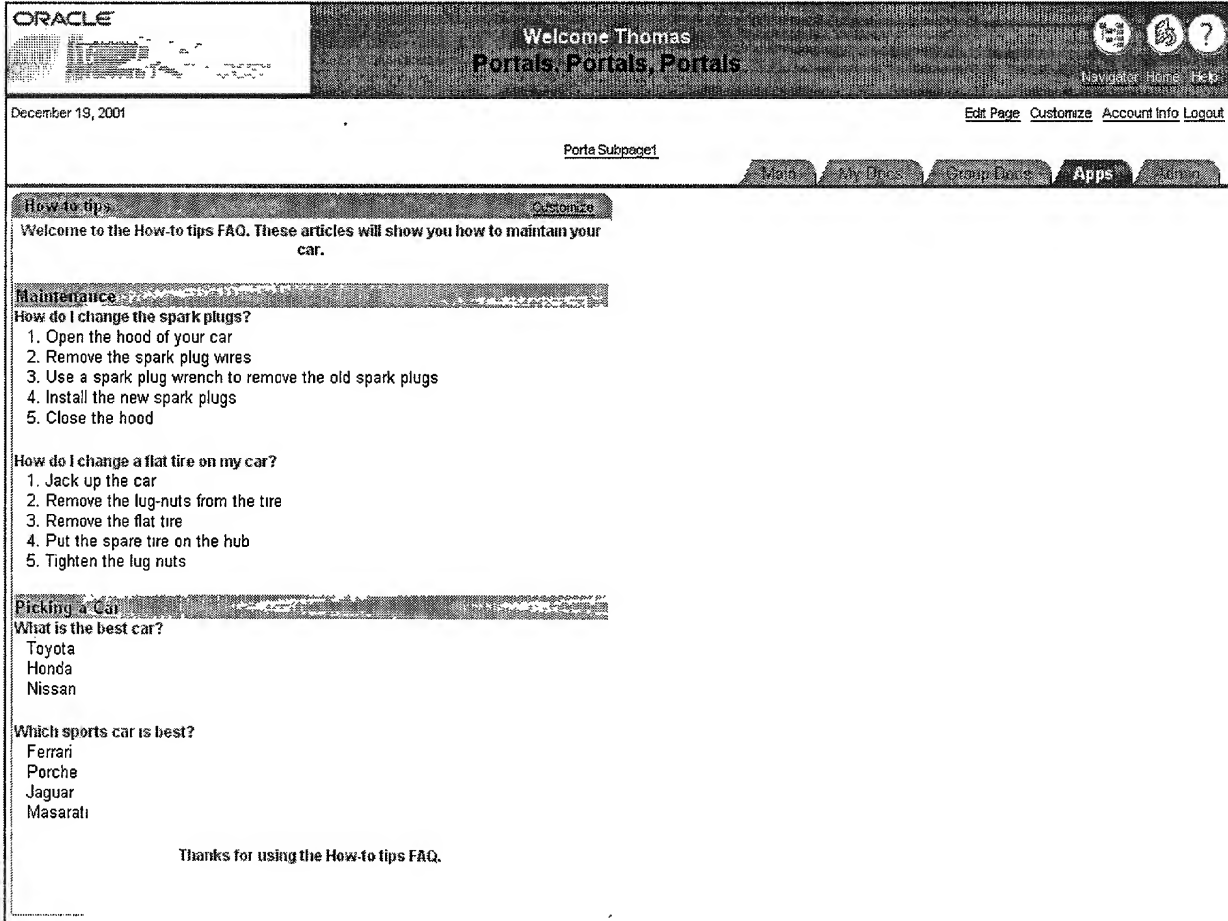 ORACLE
Welcome Thomas
Portals, Portals, Portals
Navigator Home Help
December 19, 2001
Edit Page Customize Account Info Logout
Porta Subpage1
Main My Docs Group Docs Apps Admin
How-to tips Customize
Welcome to the How-to tips FAQ. These articles will show you how to maintain your
car.
Maintenance
How do I change the spark plugs?
1. Open the hood of your car
2. Remove the spark plug wires
3. Use a spark plug wrench to remove the old spark plugs
4. Install the new spark plugs
5. Close the hood
How do I change a flat tire on my car?
1. Jack up the car
2. Remove the lug-nuts from the tire
3. Remove the flat tire
4. Put the spare tire on the hub
5. Tighten the lug nuts
Picking a Car
What is the best car?
Toyota
Honda
Nissan
Which sports car is best?
Ferrari
Porche
Jaguar
Masarati
Thanks for using the How-to tips FAQ.